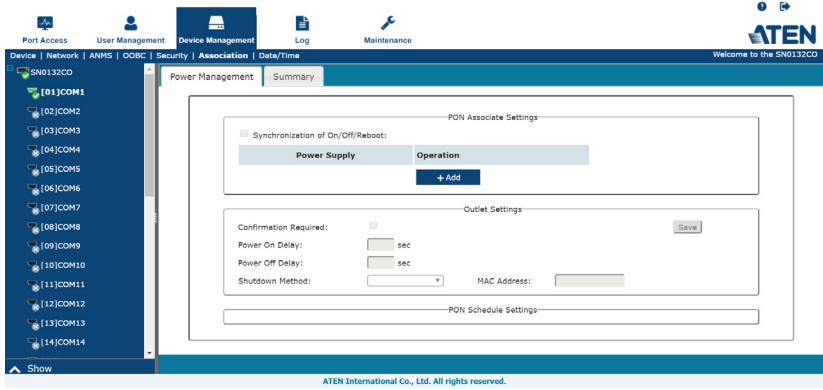 Port Access
User Management
Device Management
Log
Maintenance
ATEN
Device | Network | ANMS | OOBC | Security | Association | Date/Time
Welcome to the SN0132CO
SN0132CO
[01]COM1
[02]COM2
[03]COM3
[04]COM4
[05]COM5
[06]COM6
[07]COM7
[08]COM8
[09]COM9
[10]COM10
[11]COM11
[12]COM12
[13]COM13
[14]COM14
Show
Power Management
Summary
PON Associate Settings
Synchronization of On/Off/Reboot:
Power Supply
Operation
+ Add
Outlet Settings
Confirmation Required:
Save
Power On Delay:
sec
Power Off Delay:
sec
Shutdown Method:
MAC Address:
PON Schedule Settings
ATEN International Co., Ltd. All rights reserved.